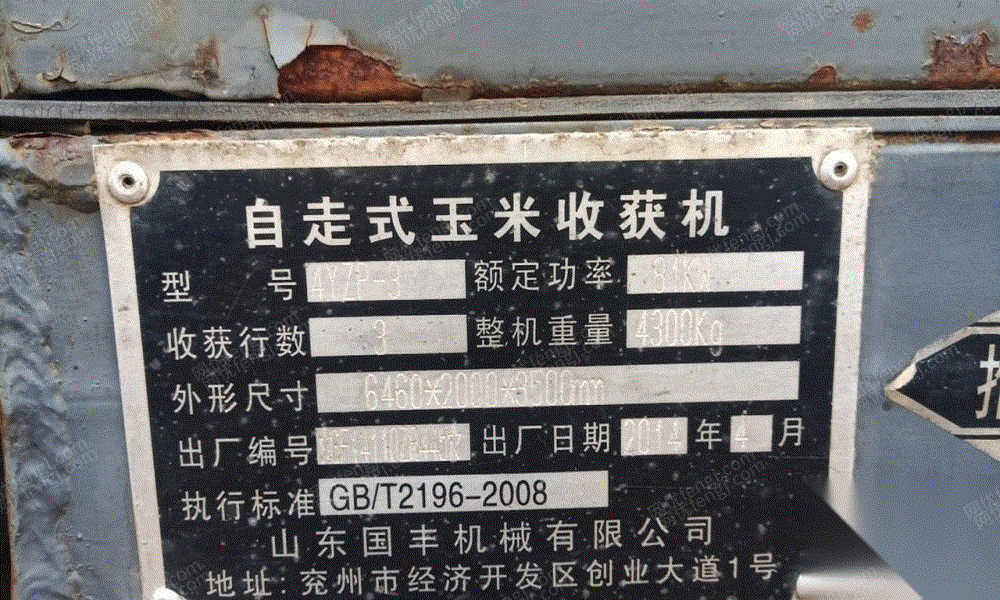 自走式玉米收获机
型 号 4YZP-3 额定功率 81Kw
收获行数 3 整机重量 4300Kg
外形尺寸 6460*2000*3500mm
出厂编号 出厂日期 2014 年 4 月
执行标准 GB/T2196-2008
山东国丰机械有限公司
地址:兖州市经济开发区创业大道1号